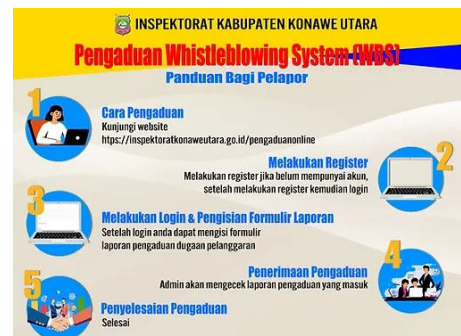 INSPEKTORAT KABUPATEN KONAWE UTARA
Pengaduan Whistleblowing System (WBS)
Panduan Bagi Pelapor
1
Cara Pengaduan
Kunjungi website
https://inspektoratkonaweutara.go.id/pengaduanonline
2
Melakukan Register
Melakukan register jika belum mempunyai akun,
setelah melakukan register kemudian login
3
Melakukan Login & Pengisian Formulir Laporan
Setelah login anda dapat mengisi formulir
laporan pengaduan dugaan pelanggaran
4
Penerimaan Pengaduan
Admin akan mengecek laporan pengaduan yang masuk
5
Penyelesaian Pengaduan
Selesai